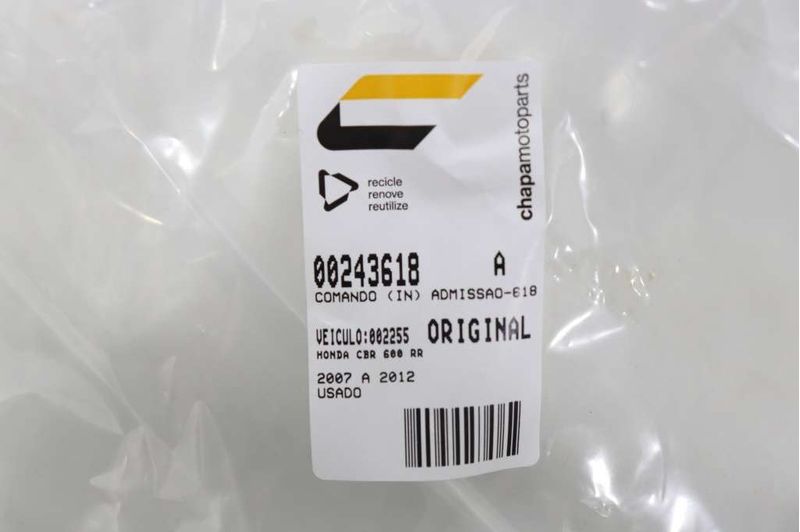 chapamotoparts
recicle
renove
reutilize
00243618 A
COMANDO (IN) ADMISSAO-618
VEICULO:002255 ORIGINAL
HONDA CBR 600 RR
2007 A 2012
USADO